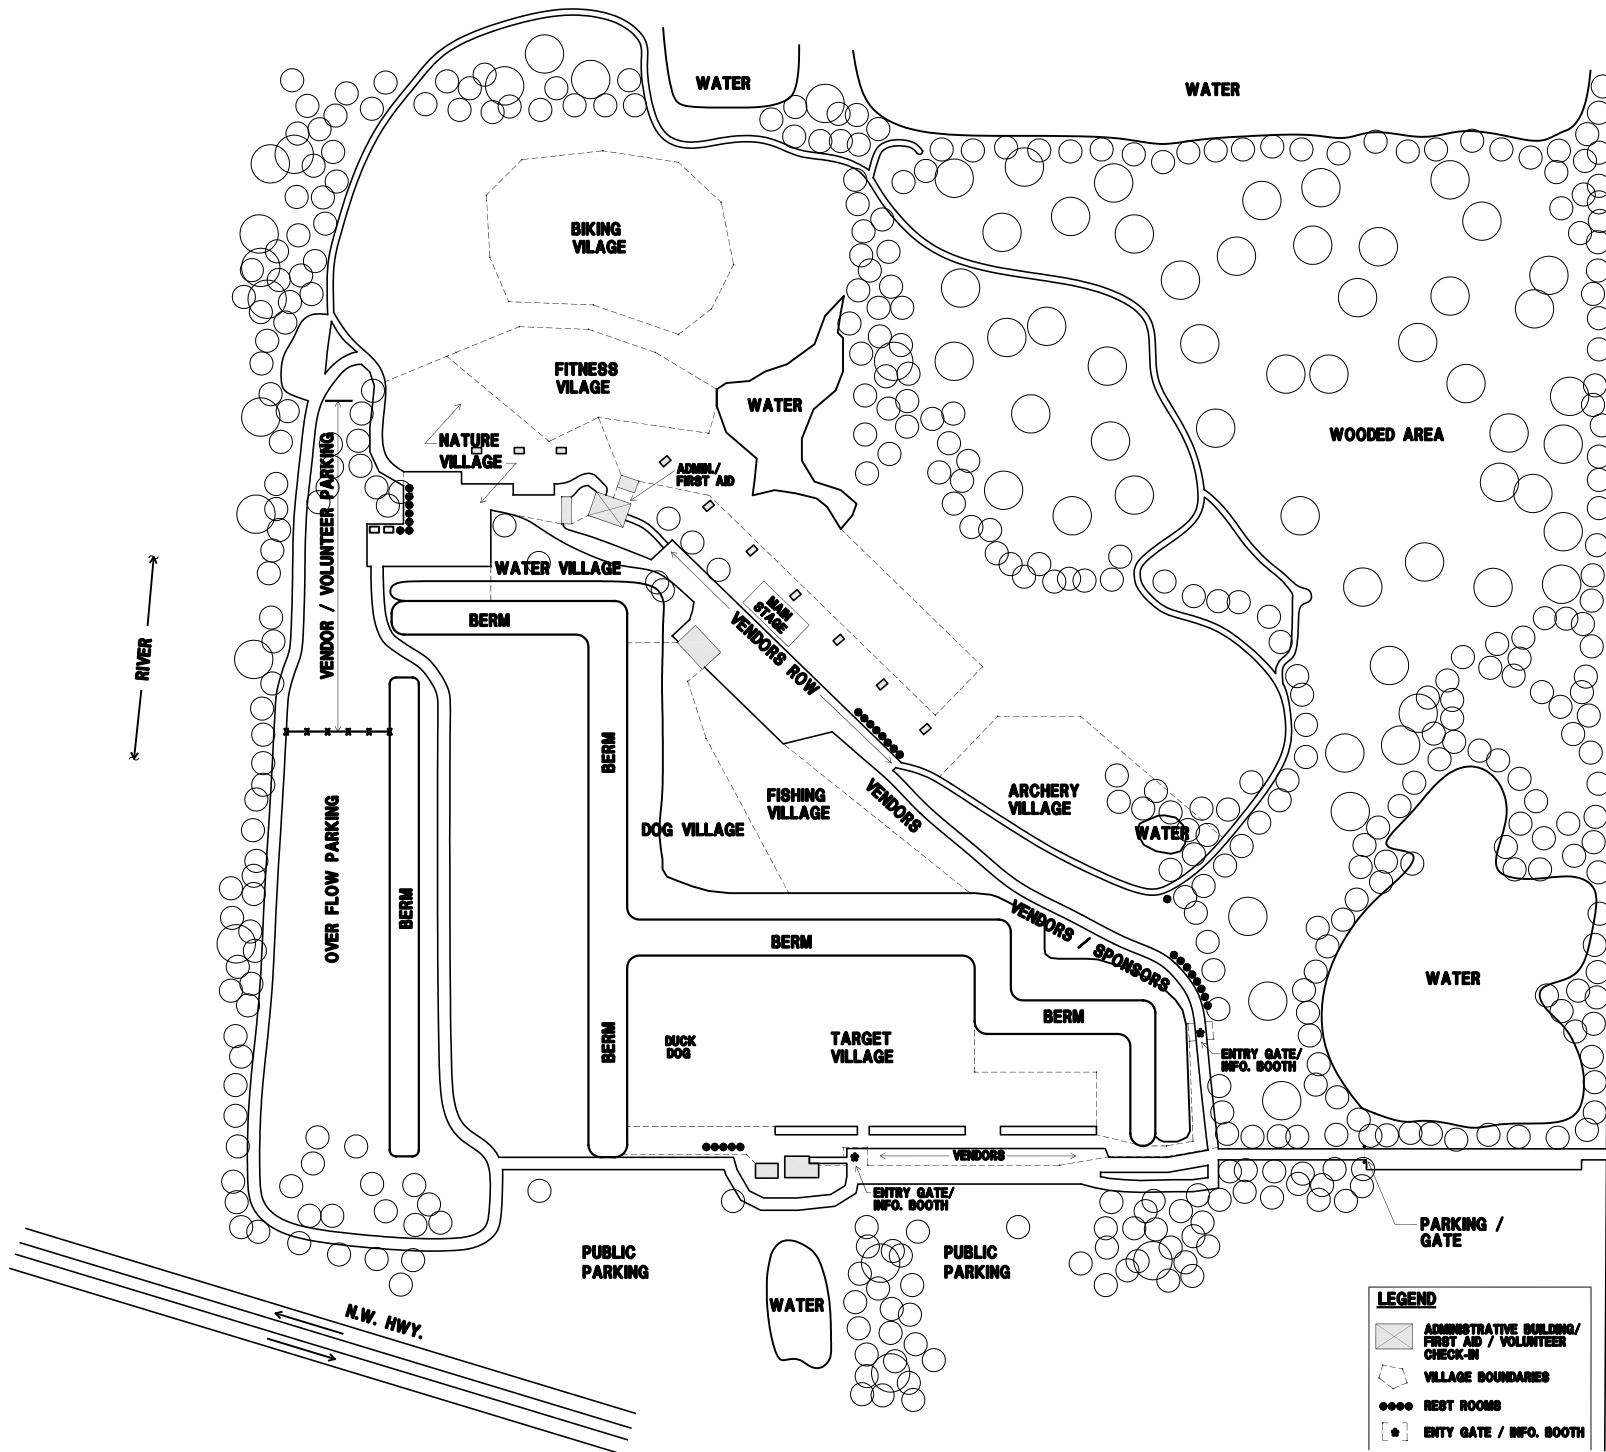 WATER
WATER
BIKING
VILAGE
FITNESS
VILAGE
WATER
WOODED AREA
NATURE
VILLAGE
ADMIN./
FIRST AID
VENDOR / VOLUNTEER PARKING
WATER VILLAGE
BERM
MAIN
STAGE
VENDORS ROW
RIVER
BERM
ARCHERY
VILLAGE
FISHING
VILLAGE
VENDORS
DOG VILLAGE
WATER
OVER FLOW PARKING
BERM
BERM
VENDORS / SPONSORS
WATER
BERM
BERM
DUCK
DOG
TARGET
VILLAGE
ENTRY GATE/
INFO. BOOTH
VENDORS
ENTRY GATE/
INFO. BOOTH
PARKING /
GATE
PUBLIC
PARKING
PUBLIC
PARKING
WATER
N.W. HWY.
LEGEND
ADMINISTRATIVE BUILDING/
FIRST AID / VOLUNTEER
CHECK-IN
VILLAGE BOUNDARIES
REST ROOMS
ENTY GATE / INFO. BOOTH